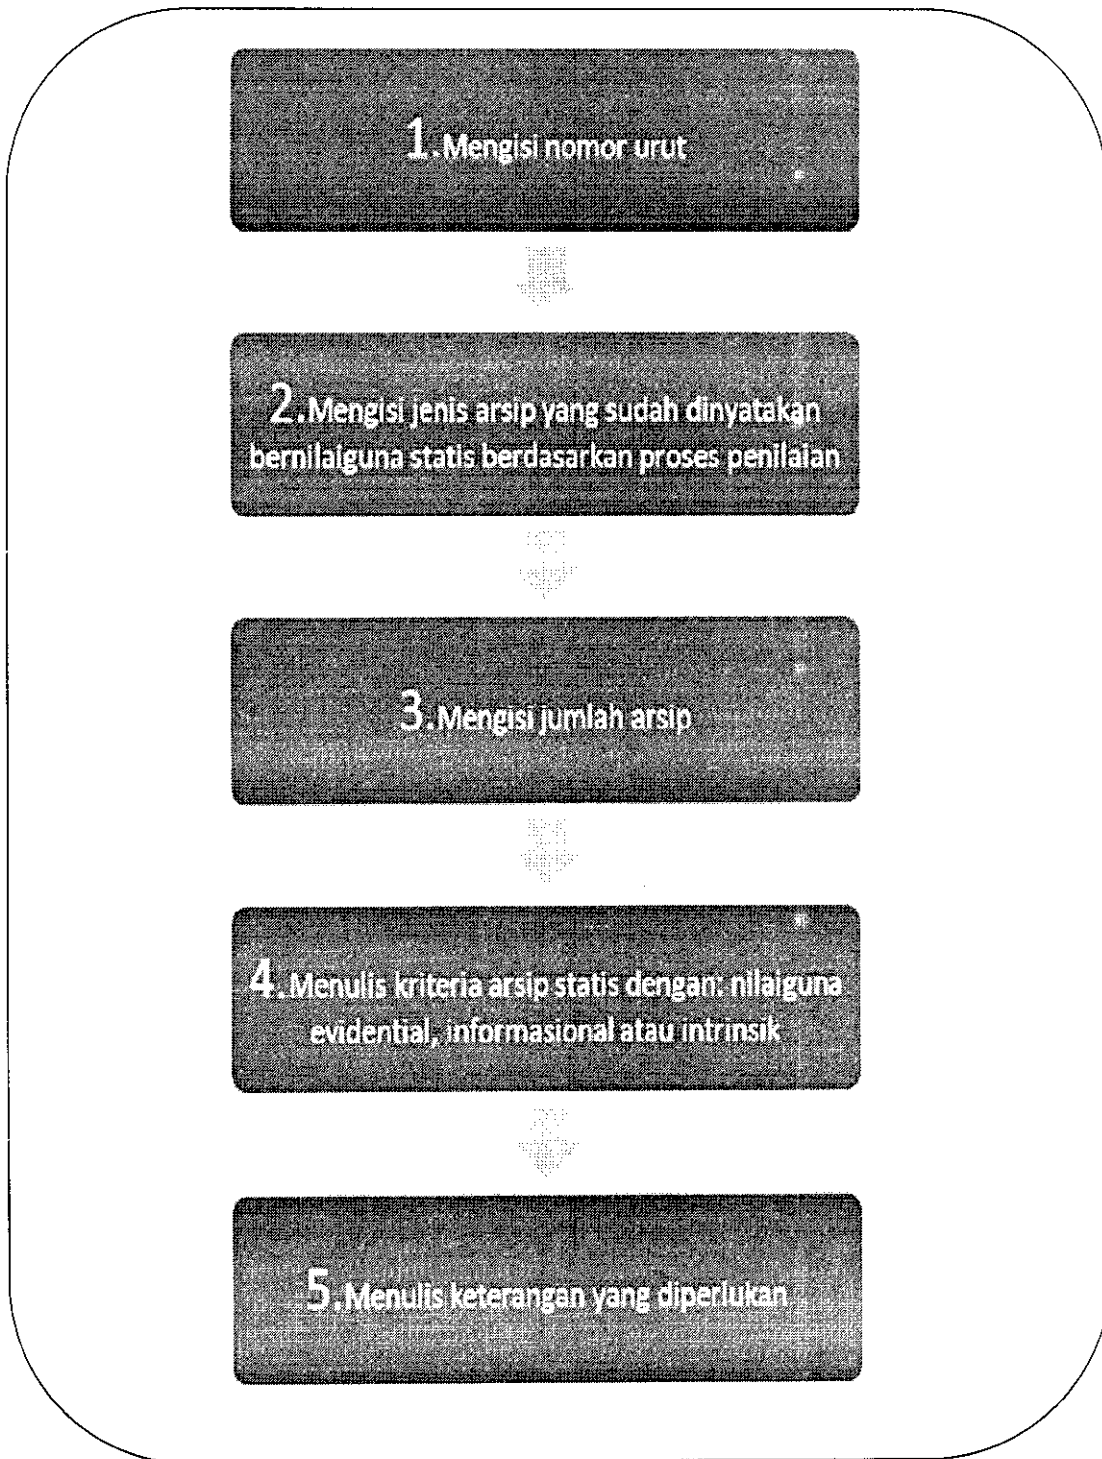 1.Mengisi nomor urut
2.Mengisi jenis arsip yang sudah dinyatakan
bernilaiguna statis berdasarkan proses penilaian
3.Mengisi jumlah arsip
4.Menulis kriteria arsip statis dengan: nilaiguna
evidential, informasional atau intrinsik
5.Menulis keterangan yang diperlukan